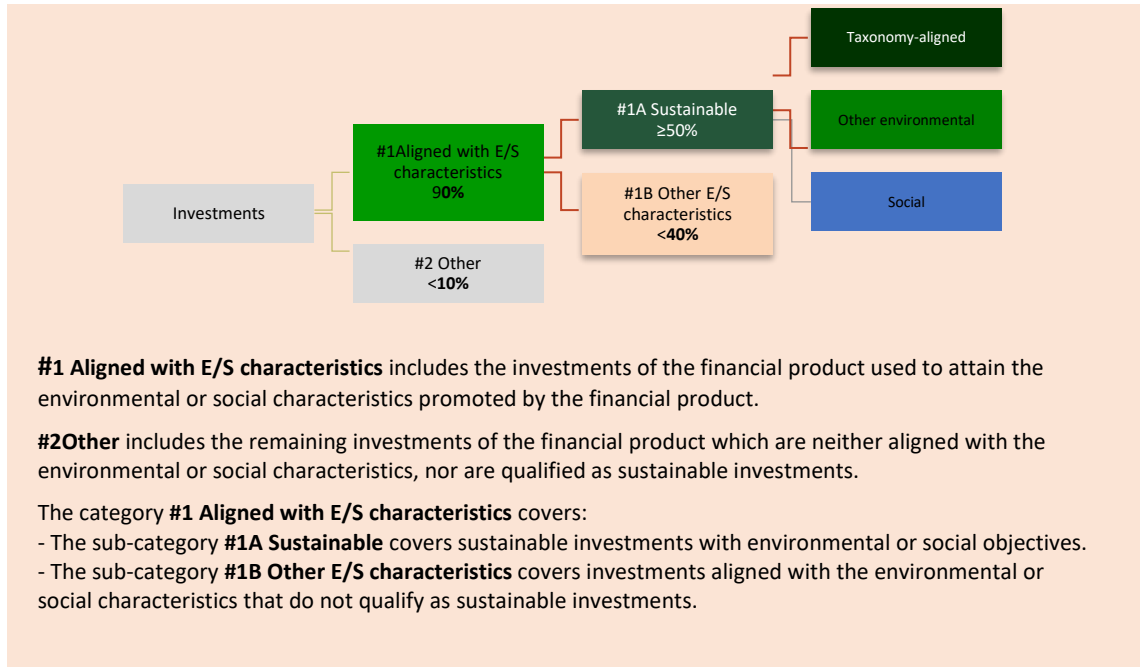 Taxonomy-aligned
#1A Sustainable
≥50%
Other environmental
#1Aligned with E/S
characteristics
90%
Investments
#1B Other E/S
characteristics
<40%
Social
#2 Other
<10%
#1 Aligned with E/S characteristics includes the investments of the financial product used to attain the
environmental or social characteristics promoted by the financial product.
#2Other includes the remaining investments of the financial product which are neither aligned with the
environmental or social characteristics, nor are qualified as sustainable investments.
The category #1 Aligned with E/S characteristics covers:
- The sub-category #1A Sustainable covers sustainable investments with environmental or social objectives.
- The sub-category #1B Other E/S characteristics covers investments aligned with the environmental or
social characteristics that do not qualify as sustainable investments.